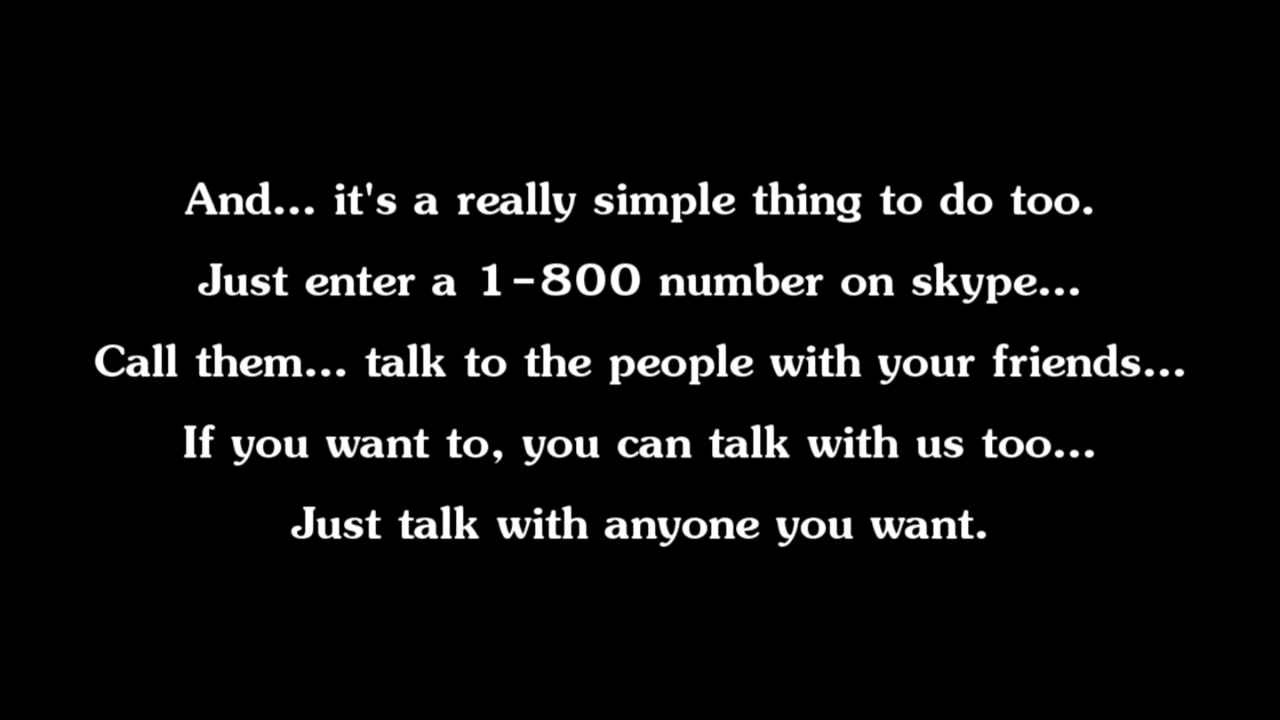 And... it's a really simple thing to do too.
Just enter a 1-800 number on skype...
Call them... talk to the people with your friends...
If you want to, you can talk with us too...
Just talk with anyone you want.